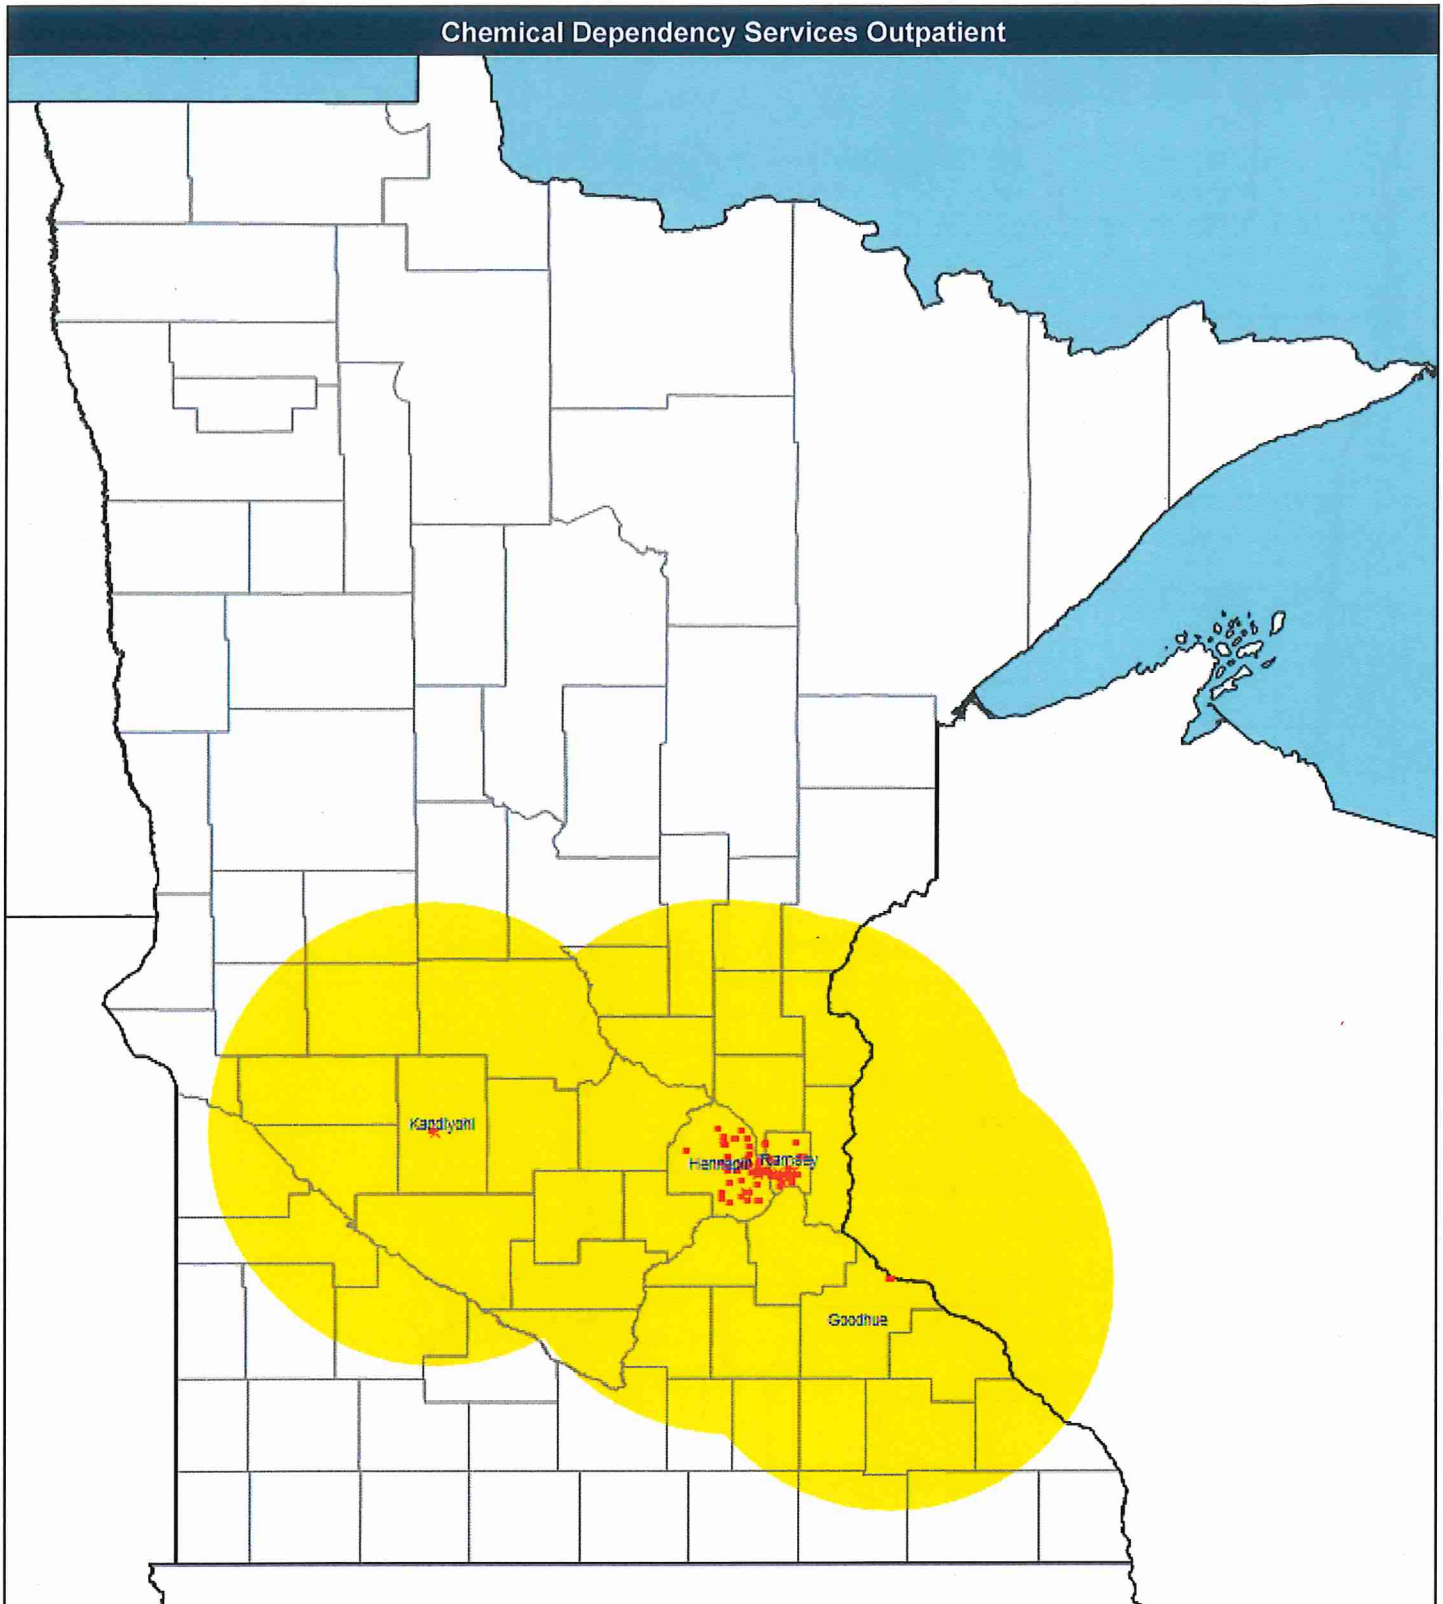 Chemical Dependency Services Outpatient
Kandiyohi
Hennepin
Ramsey
Goodhue